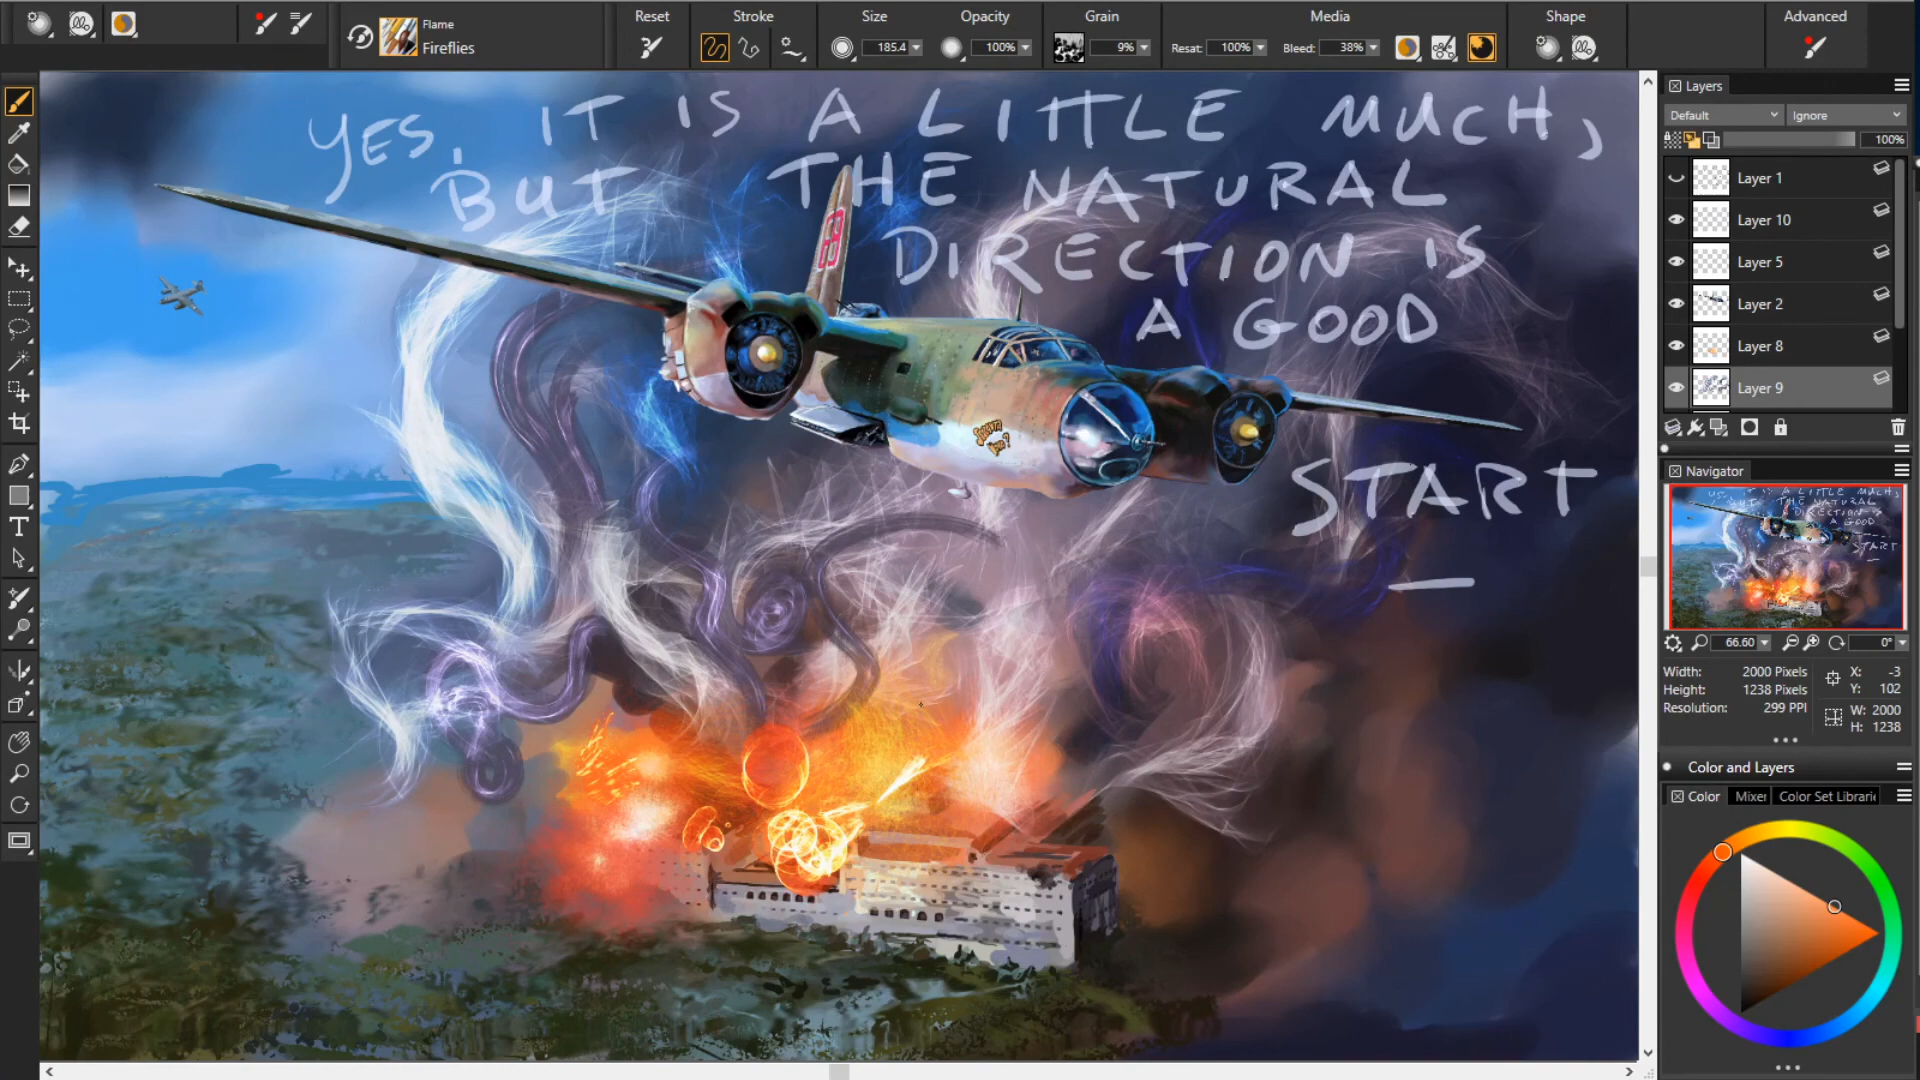 Flame
Fireflies
Reset
Stroke
Size
185.4
Opacity
100%
Grain
9%
Media
Resat: 100%
Bleed: 38%
Shape
Advanced
YES, IT IS A LITTLE MUCH,
BUT THE NATURAL
DIRECTION IS
A GOOD
START
Layers
Default
Ignore
100%
Layer 1
Layer 10
Layer 5
Layer 2
Layer 8
Layer 9
Navigator
66.60
0°
Width: 2000 Pixels
Height: 1238 Pixels
Resolution: 299 PPI
X: -3
Y: 102
W: 2000
H: 1238
Color and Layers
Color
Mixer
Color Set Librarie
T